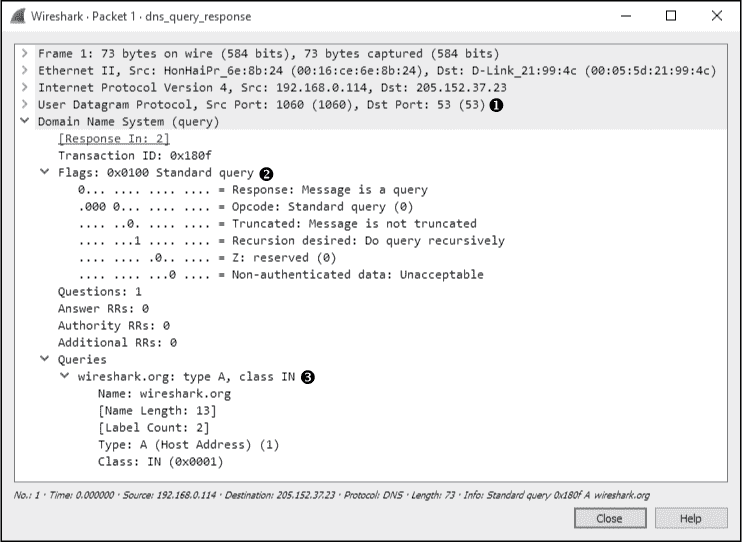 Wireshark · Packet 1 · dns_query_response
Frame 1: 73 bytes on wire (584 bits), 73 bytes captured (584 bits)
Ethernet II, Src: HonHaiPr_6e:8b:24 (00:16:ce:6e:8b:24), Dst: D-Link_21:99:4c (00:05:5d:21:99:4c)
Internet Protocol Version 4, Src: 192.168.0.114, Dst: 205.152.37.23
User Datagram Protocol, Src Port: 1060 (1060), Dst Port: 53 (53) ❶
Domain Name System (query)
[Response In: 2]
Transaction ID: 0x180f
Flags: 0x0100 Standard query ❷
0... .... .... .... = Response: Message is a query
.000 0... .... .... = Opcode: Standard query (0)
.... ..0. .... .... = Truncated: Message is not truncated
.... ...1 .... .... = Recursion desired: Do query recursively
.... .... .0.. .... = Z: reserved (0)
.... .... ...0 .... = Non-authenticated data: Unacceptable
Questions: 1
Answer RRs: 0
Authority RRs: 0
Additional RRs: 0
Queries
wireshark.org: type A, class IN ❸
Name: wireshark.org
[Name Length: 13]
[Label Count: 2]
Type: A (Host Address) (1)
Class: IN (0x0001)
No.: 1 · Time: 0.000000 · Source: 192.168.0.114 · Destination: 205.152.37.23 · Protocol: DNS · Length: 73 · Info: Standard query 0x180f A wireshark.org
Close Help